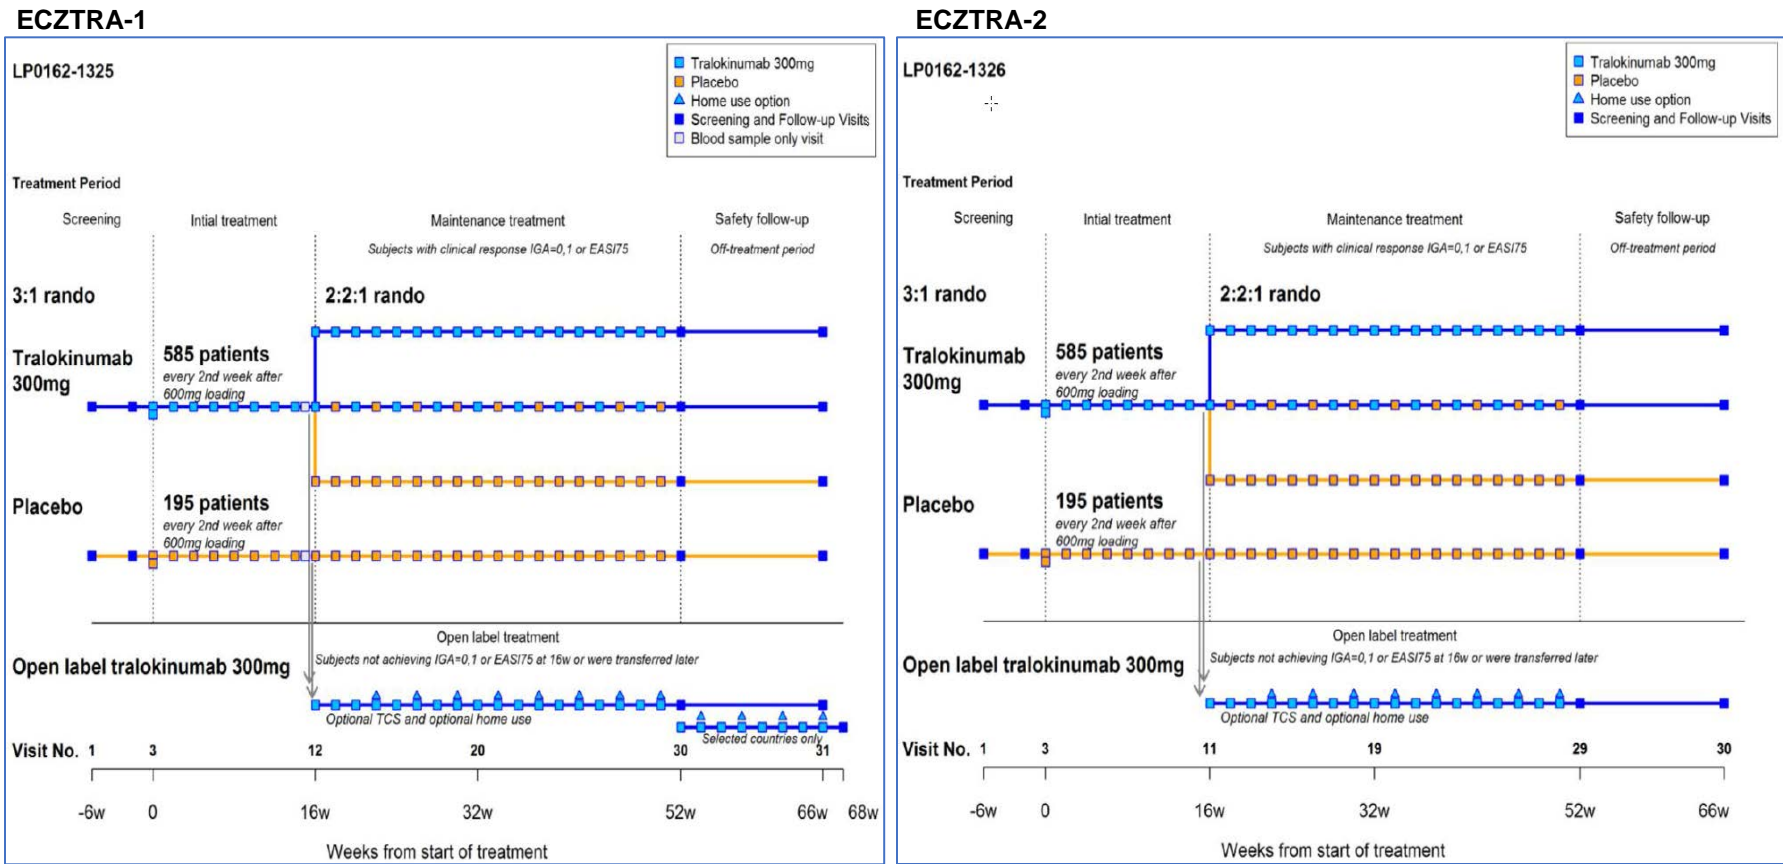 ECZTRA-1
LP0162-1325
Tralokinumab 300mg
Placebo
Home use option
Screening and Follow-up Visits
Blood sample only visit
Treatment Period
Screening
Intial treatment
Maintenance treatment
Safety follow-up
Subjects with clinical response IGA=0,1 or EASI75
Off-treatment period
3:1 rando
2:2:1 rando
Tralokinumab
300mg
585 patients
every 2nd week after
600mg loading
Placebo
195 patients
every 2nd week after
600mg loading
Open label treatment
Open label tralokinumab 300mg
Subjects not achieving IGA=0,1 or EASI75 at 16w or were transferred later
Optional TCS and optional home use
Selected countries only
Visit No. 1 3 12 20 30 31
-6w 0 16w 32w 52w 66w 68w
Weeks from start of treatment
ECZTRA-2
LP0162-1326
Tralokinumab 300mg
Placebo
Home use option
Screening and Follow-up Visits
Treatment Period
Screening
Intial treatment
Maintenance treatment
Safety follow-up
Subjects with clinical response IGA=0,1 or EASI75
Off-treatment period
3:1 rando
2:2:1 rando
Tralokinumab
300mg
585 patients
every 2nd week after
600mg loading
Placebo
195 patients
every 2nd week after
600mg loading
Open label treatment
Open label tralokinumab 300mg
Subjects not achieving IGA=0,1 or EASI75 at 16w or were transferred later
Optional TCS and optional home use
Visit No. 1 3 11 19 29 30
-6w 0 16w 32w 52w 66w
Weeks from start of treatment